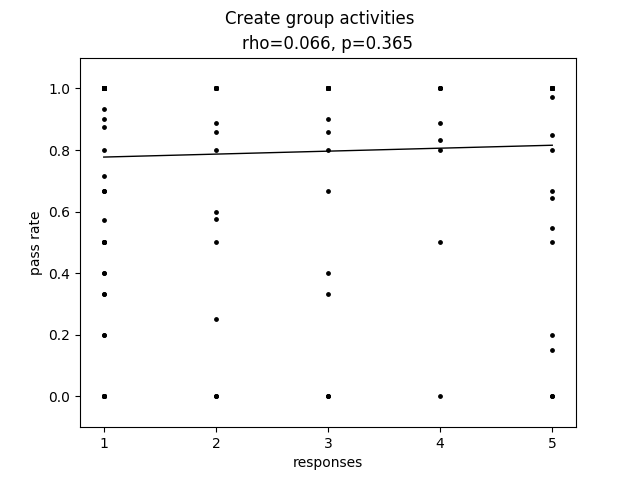 Create group activities
rho=0.066, p=0.365
1.0
0.8
0.6
0.4
0.2
0.0
pass rate
1 2 3 4 5
responses